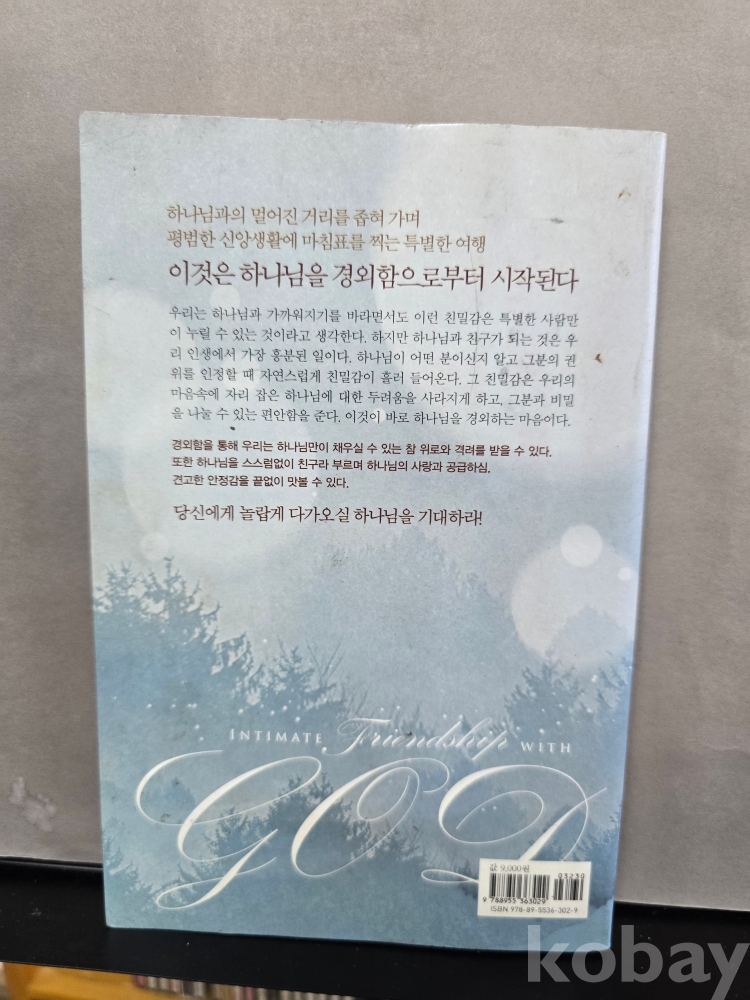 하나님과의 멀어진 거리를 좁혀 가며
평범한 신앙생활에 마침표를 찍는 특별한 여행
이것은 하나님을 경외함으로부터 시작된다
우리는 하나님과 가까워지기를 바라면서도 이런 친밀감은 특별한 사람만
이 누릴 수 있는 것이라고 생각한다. 하지만 하나님과 친구가 되는 것은 우
리 인생에서 가장 흥분된 일이다. 하나님이 어떤 분이신지 알고 그분의 권
위를 인정할 때 자연스럽게 친밀감이 흘러 들어온다. 그 친밀감은 우리의
마음속에 자리 잡은 하나님에 대한 두려움을 사라지게 하고, 그분과 비밀
을 나눌 수 있는 편안함을 준다. 이것이 바로 하나님을 경외하는 마음이다.
경외함을 통해 우리는 하나님만이 채우실 수 있는 참 위로와 격려를 받을 수 있다.
또한 하나님을 스스럼없이 친구라 부르며 하나님의 사랑과 공급하심,
견고한 안정감을 끝없이 맛볼 수 있다.
당신에게 놀랍게 다가오실 하나님을 기대하라!
INTIMATE Friendship WITH
GOD
값 9,000원
03230
9 788955 363029
ISBN 978-89-5536-302-9
kobay